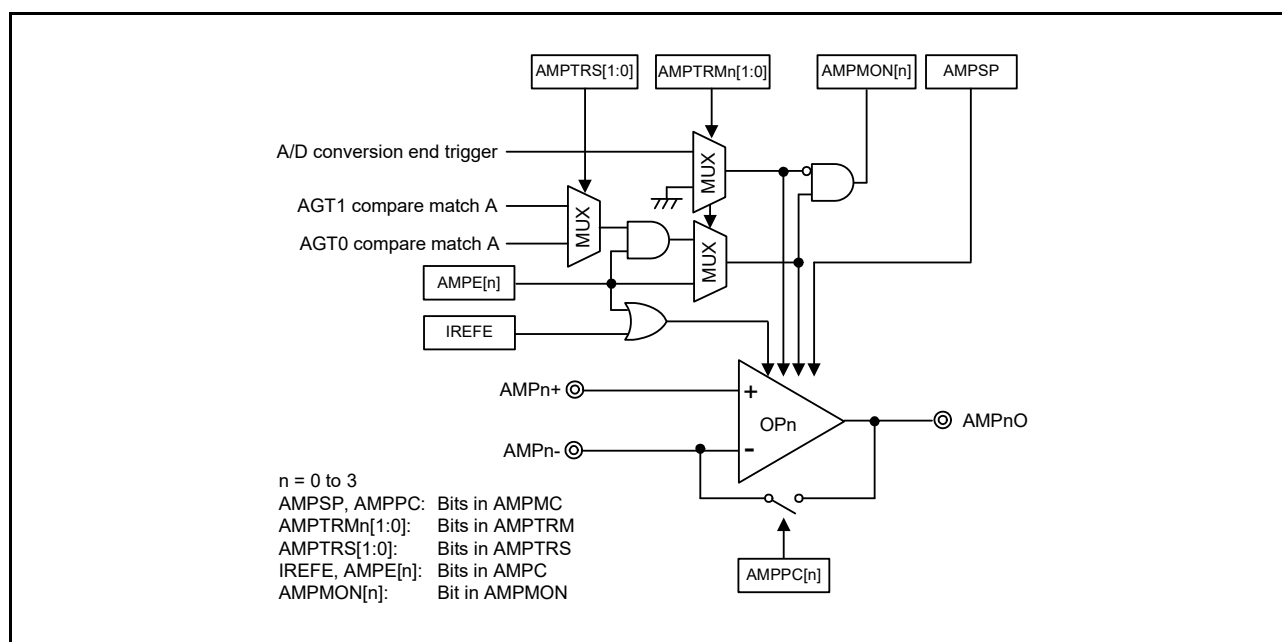 AMPTRS[1:0]
AMPTRMn[1:0]
AMPMON[n]
AMPSP
A/D conversion end trigger
MUX
AGT1 compare match A
MUX
AGT0 compare match A
MUX
AMPE[n]
IREFE
AMPn+
+
OPn
AMPnO
AMPn-
-
n = 0 to 3
AMPSP, AMPPC: Bits in AMPMC
AMPTRMn[1:0]: Bits in AMPTRM
AMPTRS[1:0]: Bits in AMPTRS
IREFE, AMPE[n]: Bits in AMPC
AMPMON[n]: Bit in AMPMON
AMPPC[n]